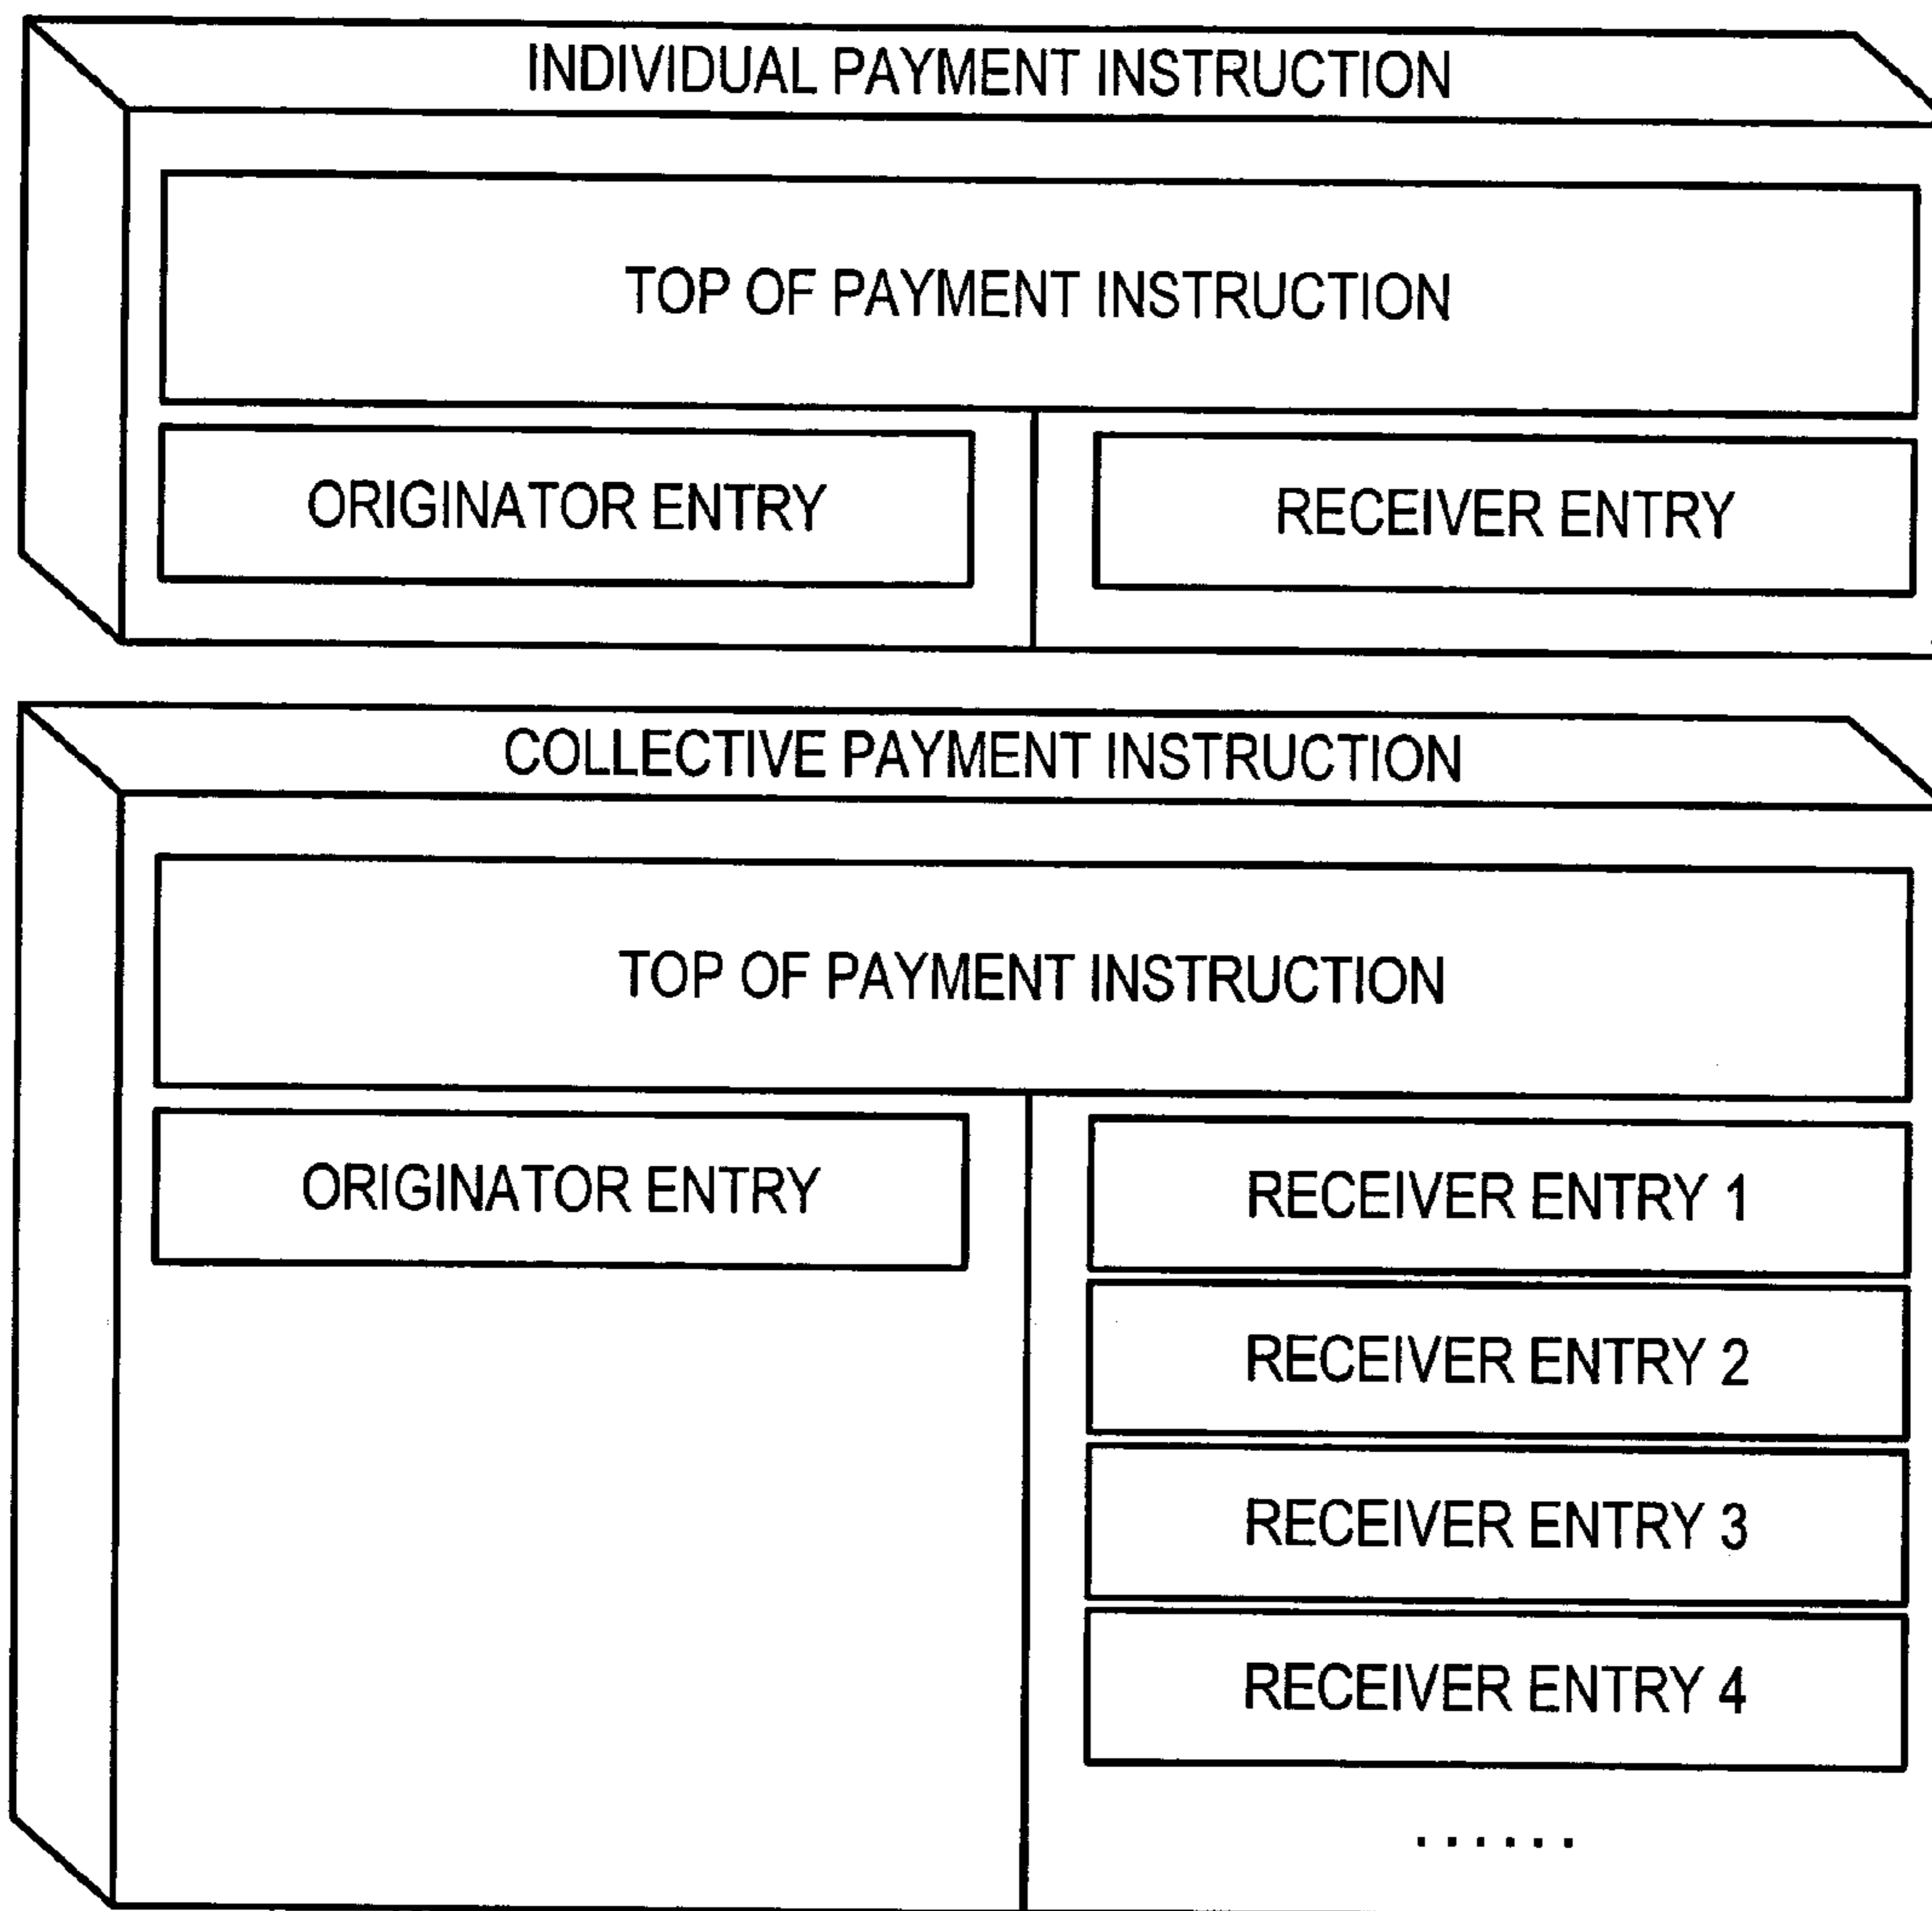 INDIVIDUAL PAYMENT INSTRUCTION
TOP OF PAYMENT INSTRUCTION
ORIGINATOR ENTRY
RECEIVER ENTRY
COLLECTIVE PAYMENT INSTRUCTION
TOP OF PAYMENT INSTRUCTION
ORIGINATOR ENTRY
RECEIVER ENTRY 1
RECEIVER ENTRY 2
RECEIVER ENTRY 3
RECEIVER ENTRY 4
......